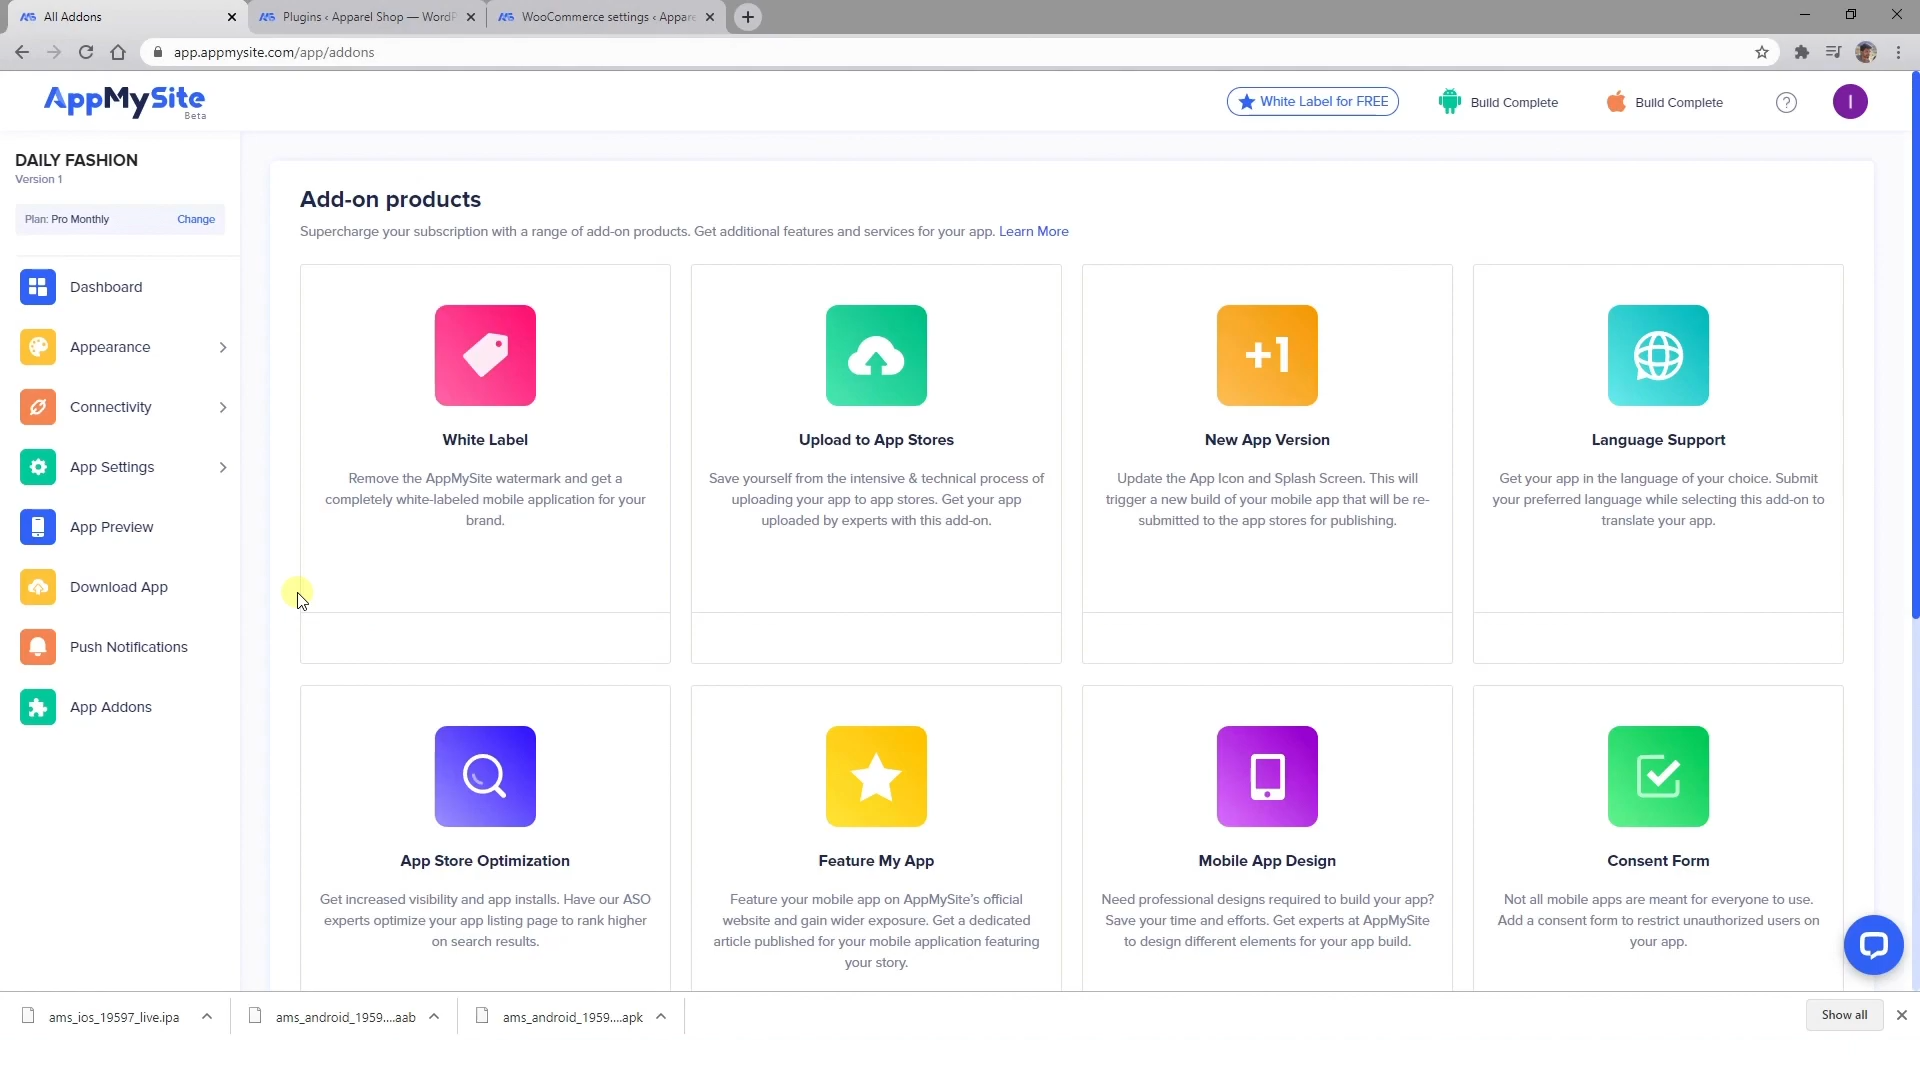 All Addons
Plugins ‹ Apparel Shop — WordP
WooCommerce settings ‹ Appare
app.appmysite.com/app/addons
AppMySite
Beta
White Label for FREE
Build Complete
Build Complete
?
I
DAILY FASHION
Version 1
Plan: Pro Monthly
Change
Dashboard
Appearance
Connectivity
App Settings
App Preview
Download App
Push Notifications
App Addons
Add-on products
Supercharge your subscription with a range of add-on products. Get additional features and services for your app. Learn More
White Label
Remove the AppMySite watermark and get a
completely white-labeled mobile application for your
brand.
Upload to App Stores
Save yourself from the intensive & technical process of
uploading your app to app stores. Get your app
uploaded by experts with this add-on.
+1
New App Version
Update the App Icon and Splash Screen. This will
trigger a new build of your mobile app that will be re-
submitted to the app stores for publishing.
Language Support
Get your app in the language of your choice. Submit
your preferred language while selecting this add-on to
translate your app.
App Store Optimization
Get increased visibility and app installs. Have our ASO
experts optimize your app listing page to rank higher
on search results.
Feature My App
Feature your mobile app on AppMySite's official
website and gain wider exposure. Get a dedicated
article published for your mobile application featuring
your story.
Mobile App Design
Need professional designs required to build your app?
Save your time and efforts. Get experts at AppMySite
to design different elements for your app build.
Consent Form
Not all mobile apps are meant for everyone to use.
Add a consent form to restrict unauthorized users on
your app.
ams_ios_19597_live.ipa
ams_android_1959....aab
ams_android_1959....apk
Show all